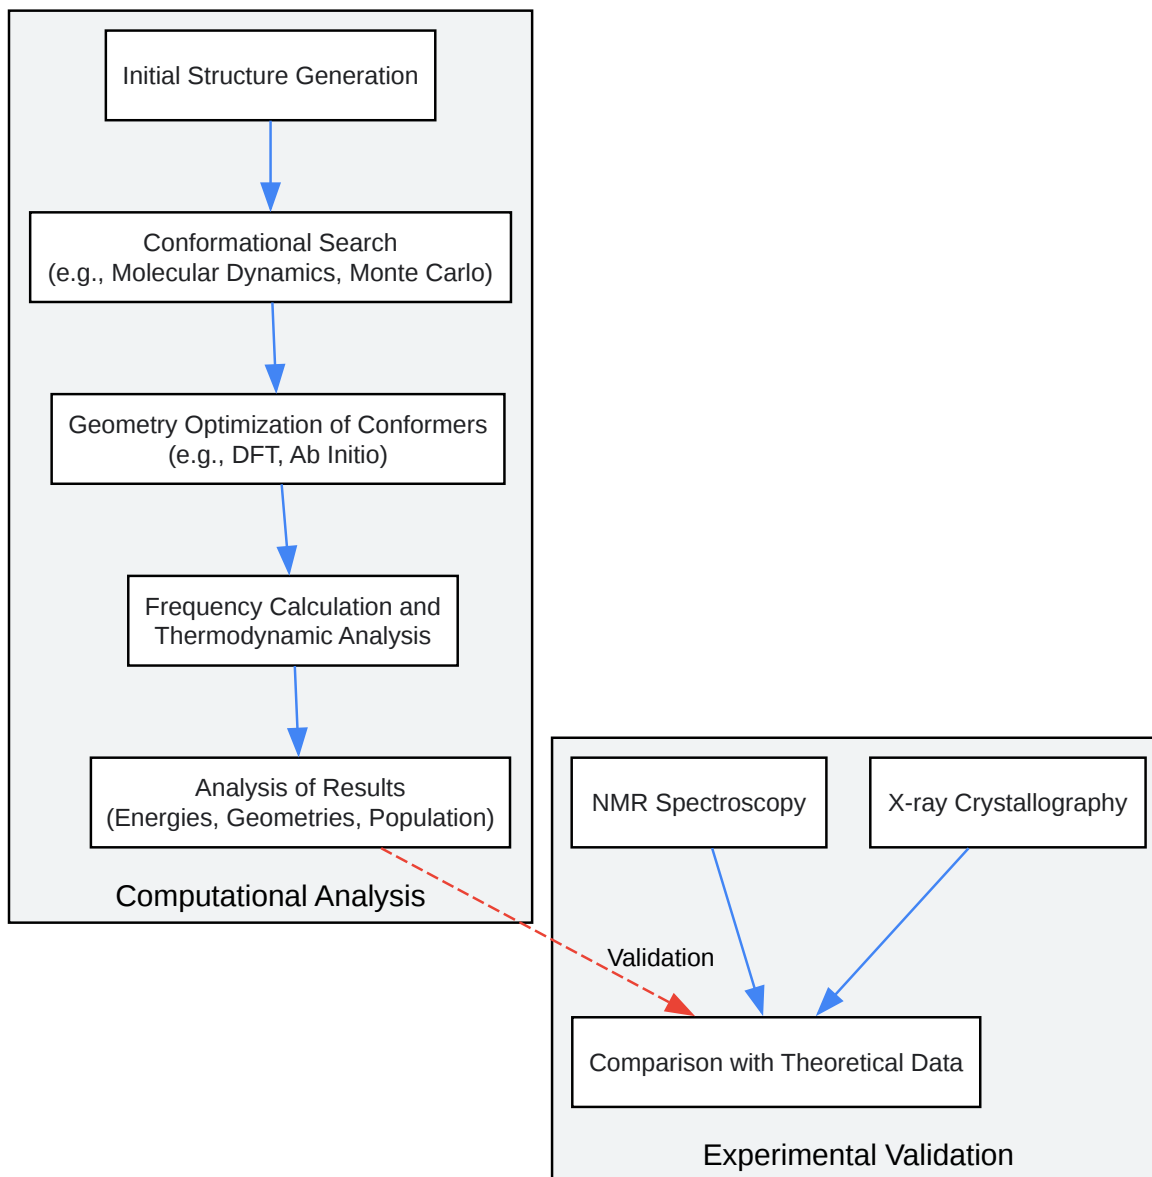 Initial Structure Generation
Conformational Search
(e.g., Molecular Dynamics, Monte Carlo)
Geometry Optimization of Conformers
(e.g., DFT, Ab Initio)
Frequency Calculation and
Thermodynamic Analysis
Analysis of Results
(Energies, Geometries, Population)
Computational Analysis
NMR Spectroscopy
X-ray Crystallography
Validation
Comparison with Theoretical Data
Experimental Validation